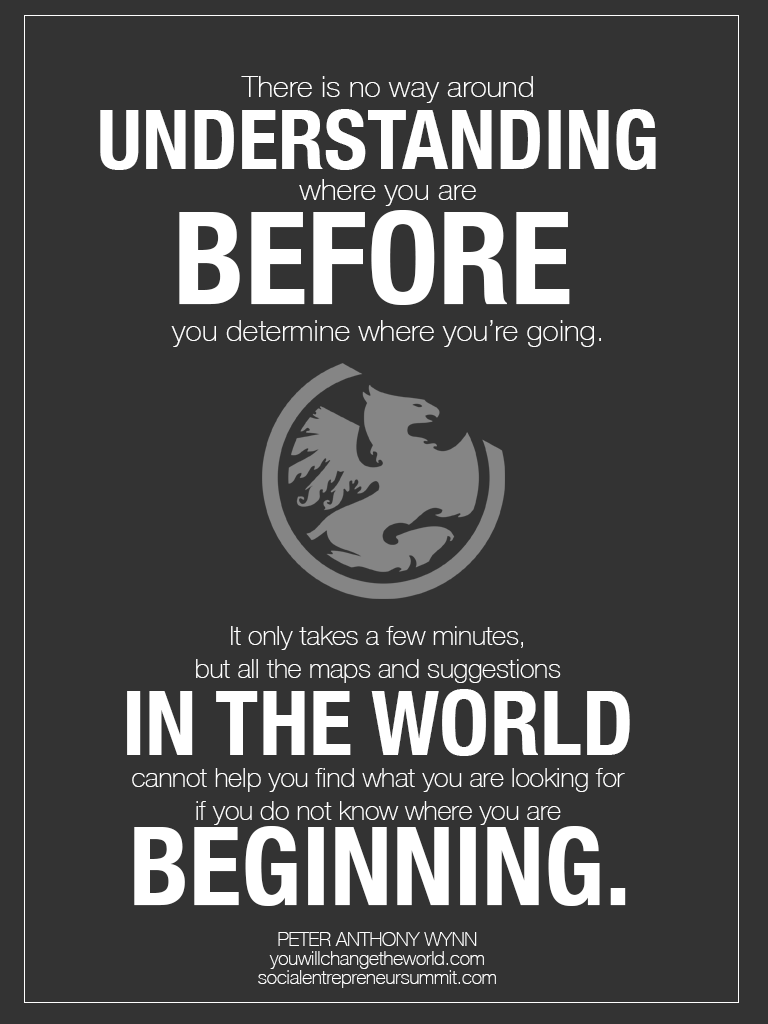 There is no way around
UNDERSTANDING
where you are
BEFORE
you determine where you’re going.
It only takes a few minutes,
but all the maps and suggestions
IN THE WORLD
cannot help you find what you are looking for
if you do not know where you are
BEGINNING.
PETER ANTHONY WYNN
youwillchangetheworld.com
socialentrepreneursummit.com